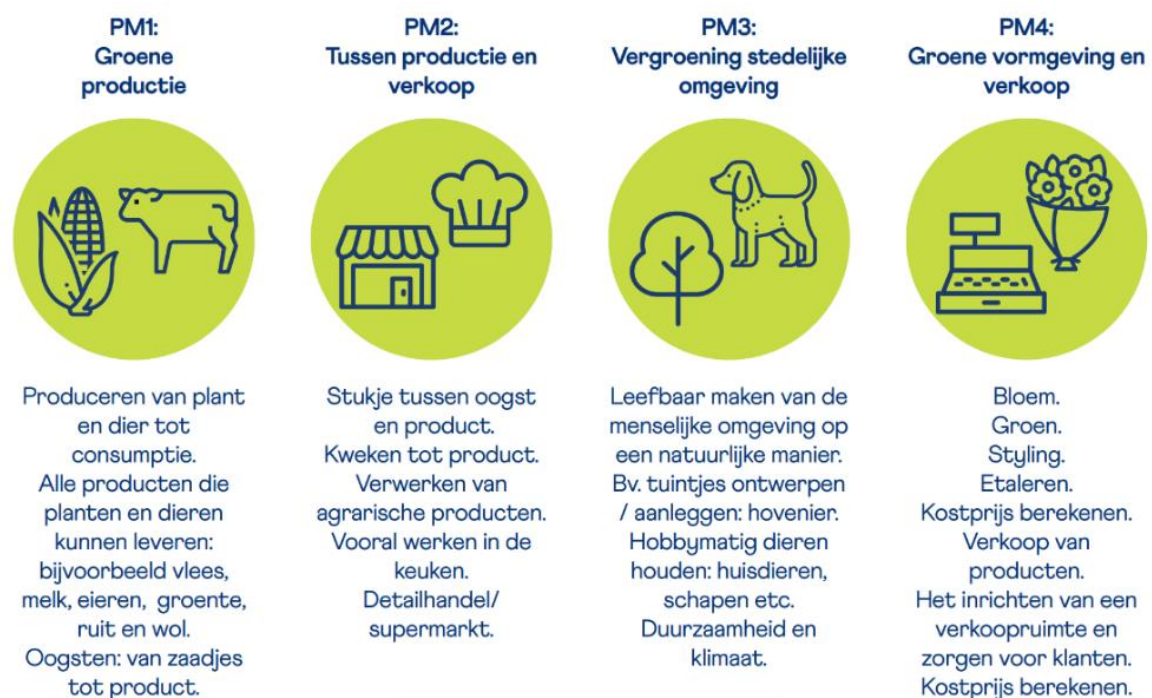 PM1:
Groene
productie
Produceren van plant
en dier tot
consumptie.
Alle producten die
planten en dieren
kunnen leveren:
bijvoorbeeld vlees,
melk, eieren, groente,
ruit en wol.
Oogsten: van zaadjes
tot product.
PM2:
Tussen productie en
verkoop
Stukje tussen oogst
en product.
Kweken tot product.
Verwerken van
agrarische producten.
Vooral werken in de
keuken.
Detailhandel/
supermarkt.
PM3:
Vergroening stedelijke
omgeving
Leefbaar maken van de
menselijke omgeving op
een natuurlijke manier.
Bv. tuintjes ontwerpen
/ aanleggen: hovenier.
Hobbymatig dieren
houden: huisdieren,
schapen etc.
Duurzaamheid en
klimaat.
PM4:
Groene vormgeving en
verkoop
Bloem.
Groen.
Styling.
Etaleren.
Kostprijs berekenen.
Verkoop van
producten.
Het inrichten van een
verkoopruimte en
zorgen voor klanten.
Kostprijs berekenen.